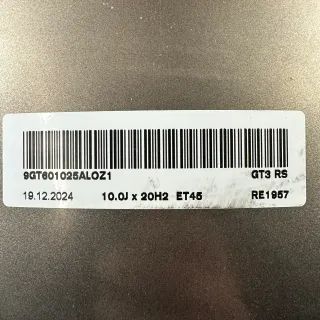 9GT601025ALOZ1 GT3 RS
19.12.2024 10.0J x 20H2 ET45 RE1957